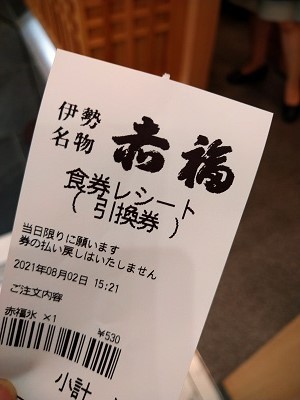 伊勢
名物
赤福
食券レシート
( 引換券 )
当日限りに願います
券の払い戻しはいたしません
2021年08月02日 15:21
ご注文内容
赤福氷 ×1
¥530
小計